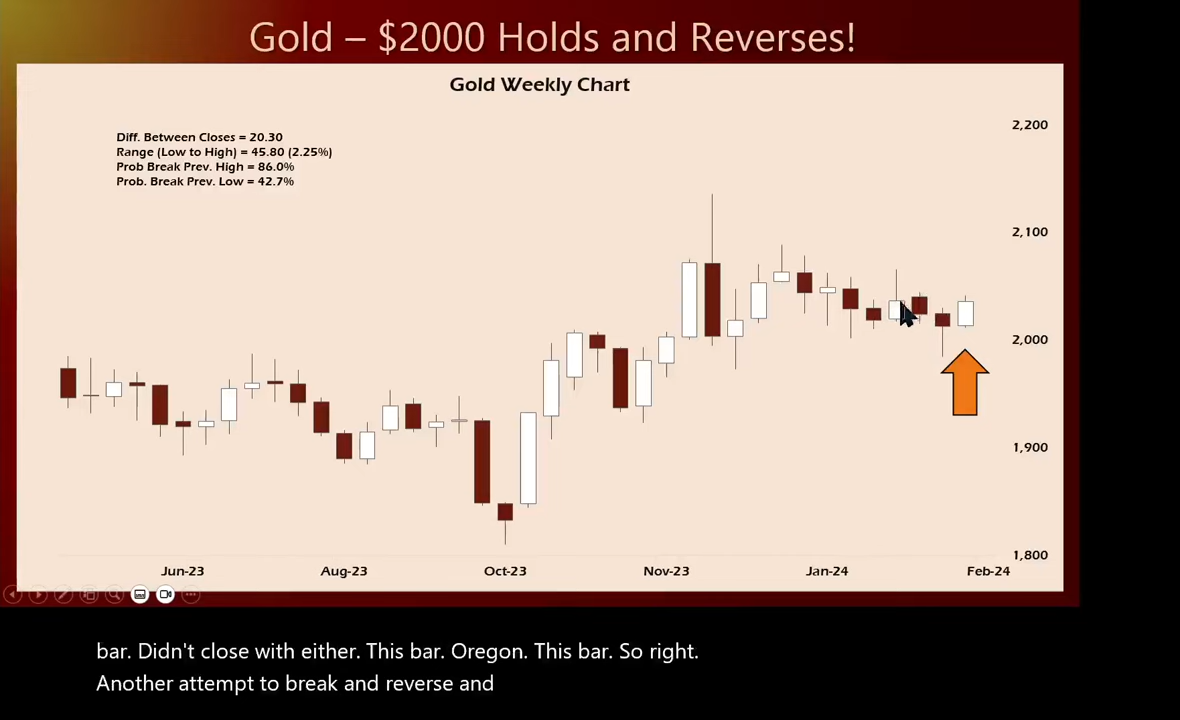 Gold – $2000 Holds and Reverses!
Gold Weekly Chart
Diff. Between Closes = 20.30
Range (Low to High) = 45.80 (2.25%)
Prob Break Prev. High = 86.0%
Prob. Break Prev. Low = 42.7%
2,200
2,100
2,000
1,900
1,800
Jun-23 Aug-23 Oct-23 Nov-23 Jan-24 Feb-24
bar. Didn't close with either. This bar. Oregon. This bar. So right.
Another attempt to break and reverse and